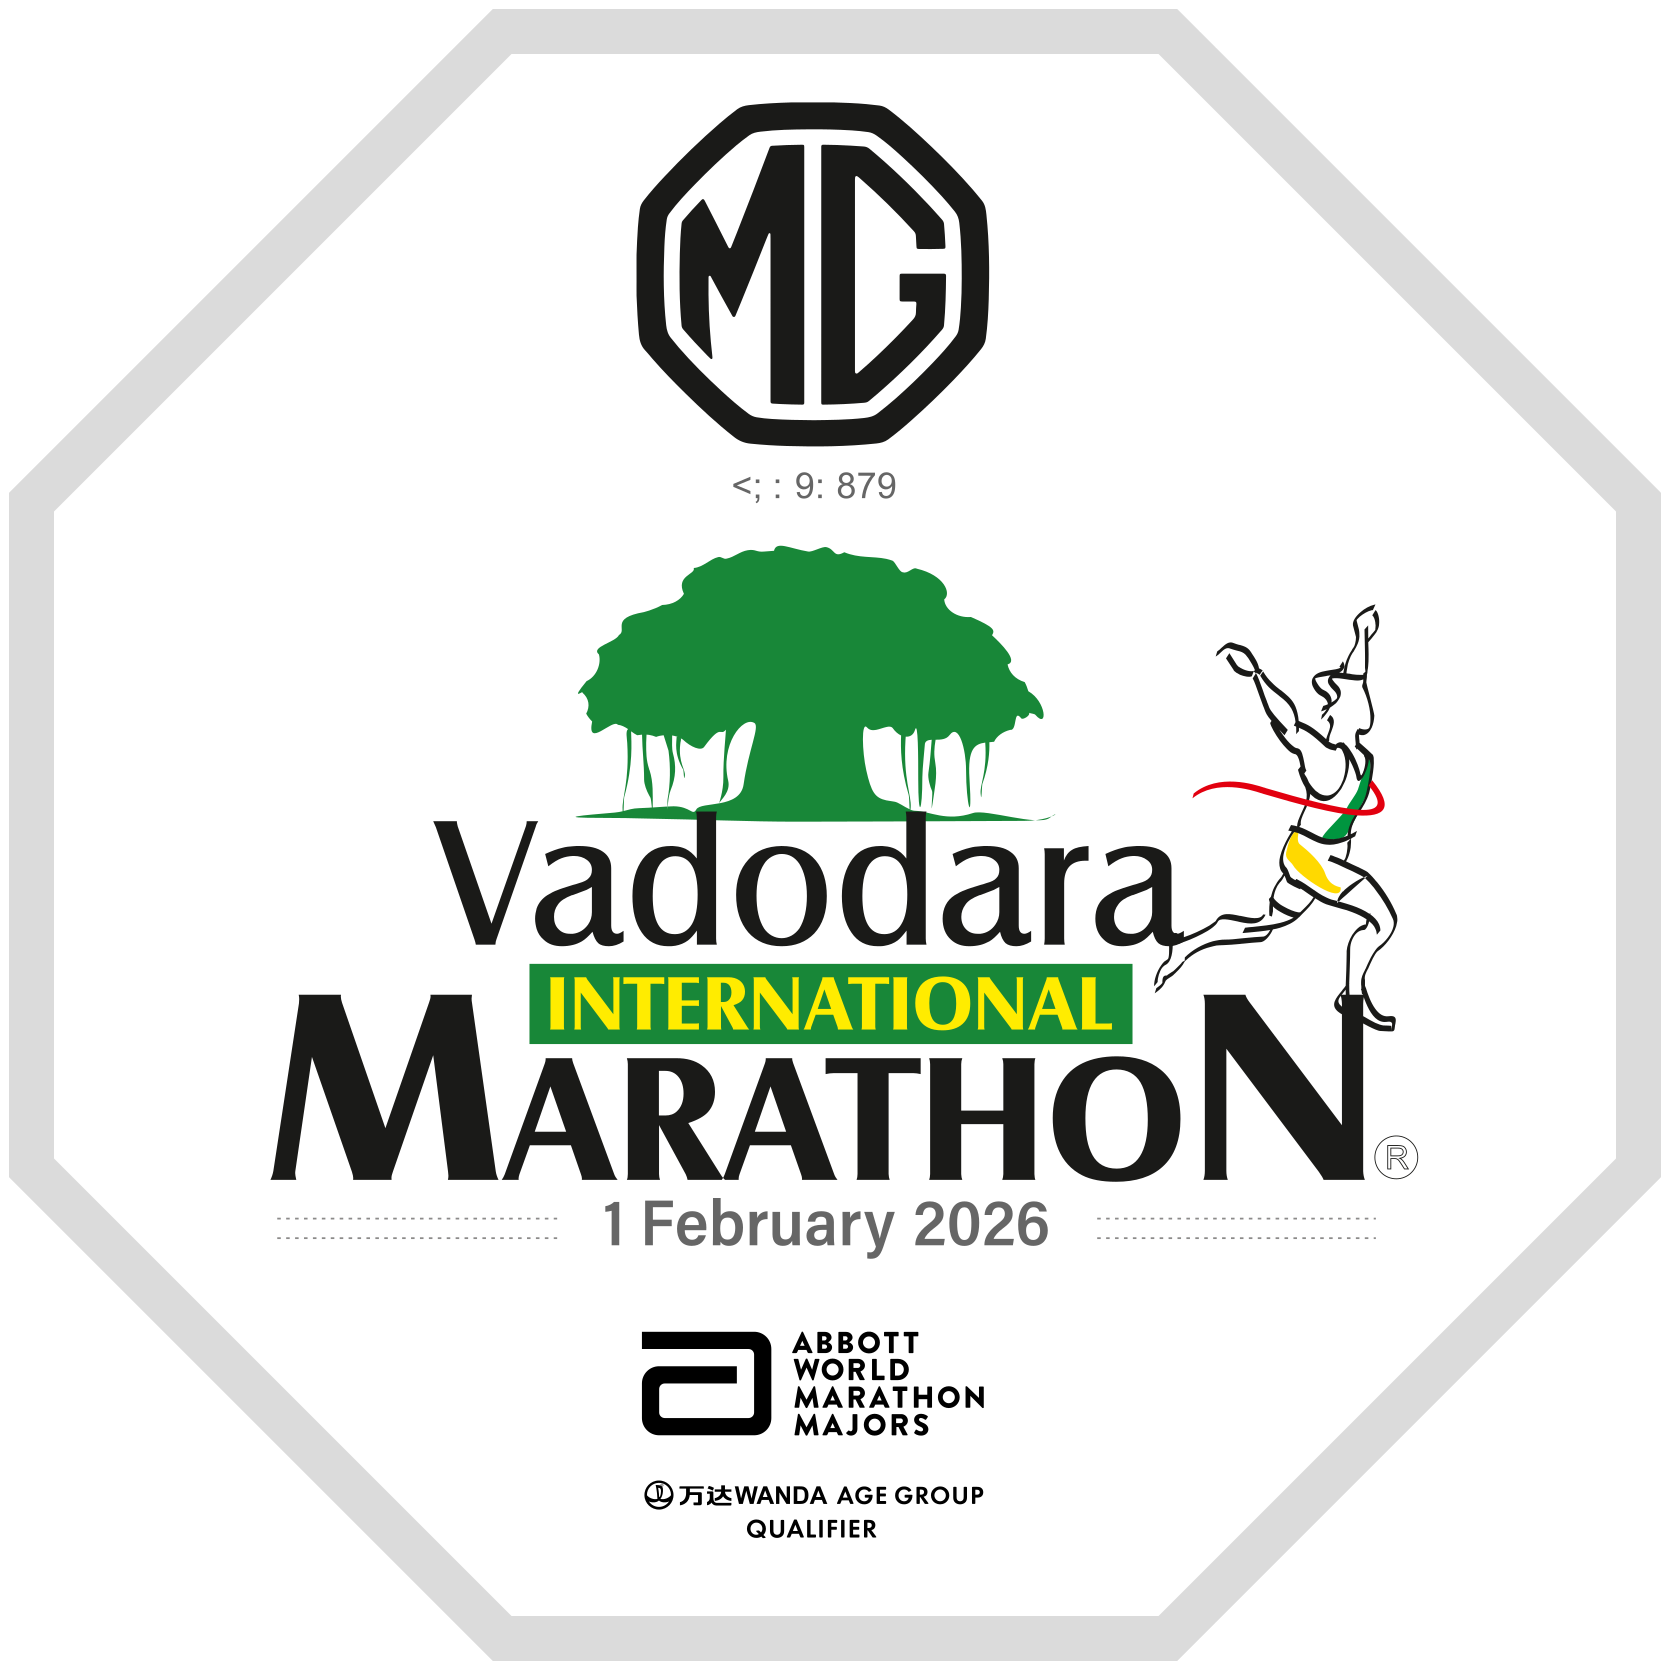 MG
<; : 9: 879
Vadodara
INTERNATIONAL
MARATHON ®
1 February 2026
ABBOTT
WORLD
MARATHON
MAJORS
万达WANDA AGE GROUP
QUALIFIER